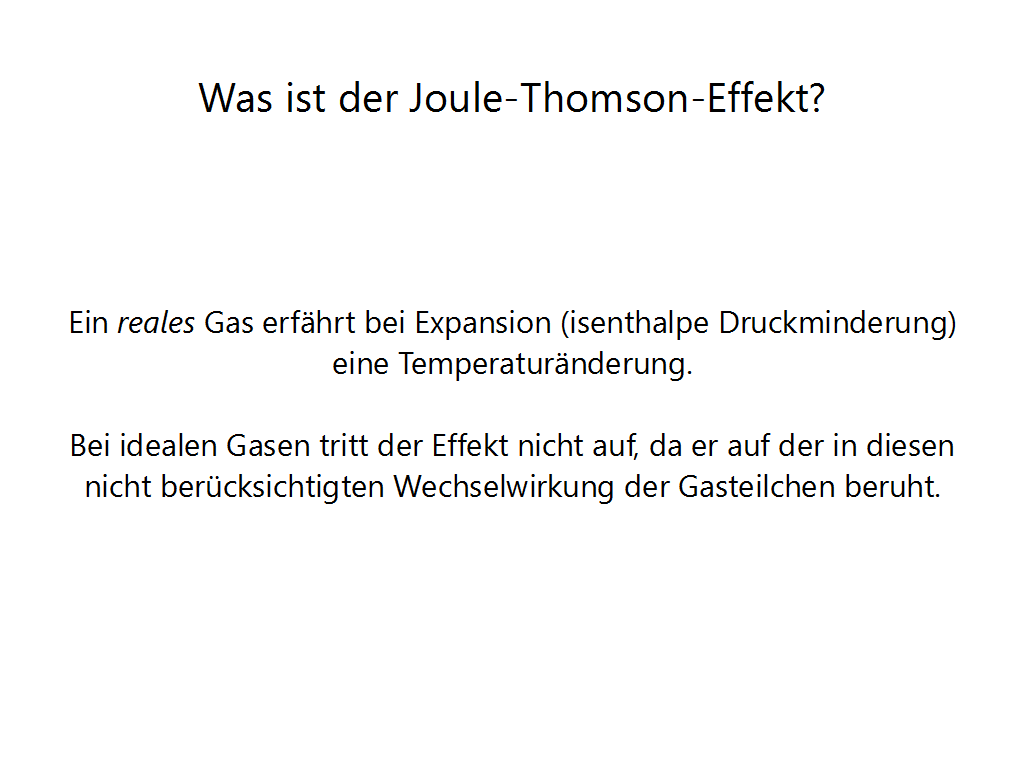 Was ist der Joule-Thomson-Effekt?
Ein reales Gas erfährt bei Expansion (isenthalpe Druckminderung)
eine Temperaturänderung.
Bei idealen Gasen tritt der Effekt nicht auf, da er auf der in diesen
nicht berücksichtigten Wechselwirkung der Gasteilchen beruht.